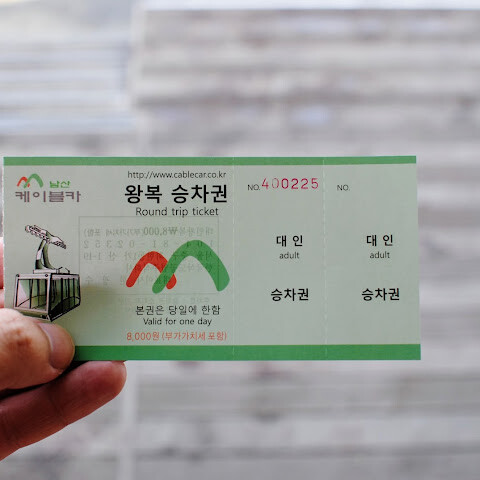 남산
케이블카
http://www.cablecar.co.kr
왕복 승차권
Round trip ticket
본권은 당일에 한함
Valid for one day
8,000원 (부가가치세 포함)
NO. 400225
대 인
adult
승차권
NO.
대 인
adult
승차권